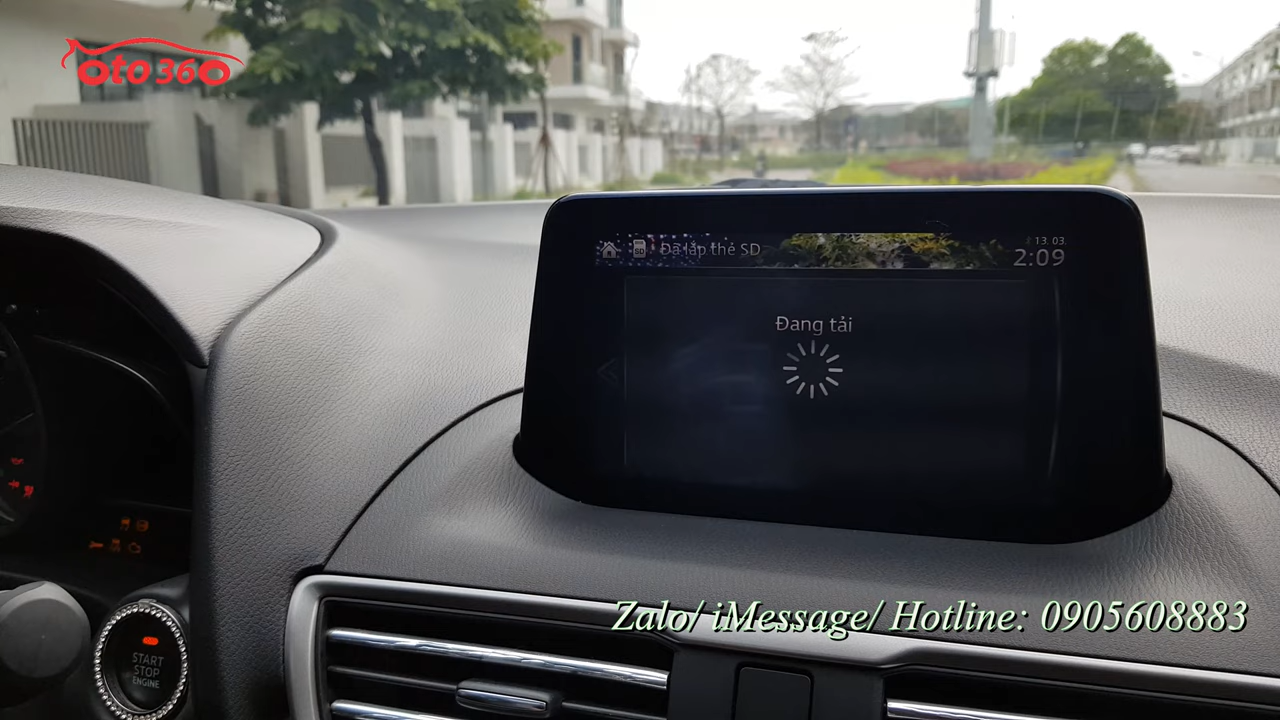 oto360
Đã lắp thẻ SD
13. 03.
2:09
Đang tải
START
STOP
ENGINE
Zalo/ iMessage/ Hotline: 0905608883